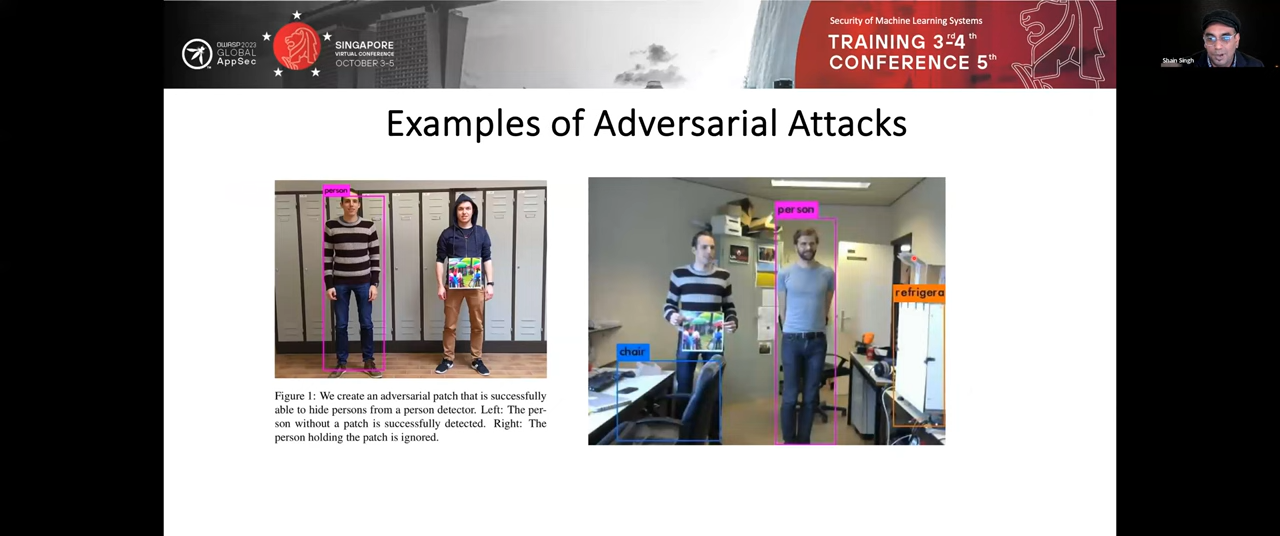 OWASP 2023
GLOBAL
AppSec
SINGAPORE
VIRTUAL CONFERENCE
OCTOBER 3-5
Security of Machine Learning Systems
TRAINING 3-4th
CONFERENCE 5th
Shain Singh
Examples of Adversarial Attacks
person
person
chair
refrigera
Figure 1: We create an adversarial patch that is successfully
able to hide persons from a person detector. Left: The per-
son without a patch is successfully detected. Right: The
person holding the patch is ignored.